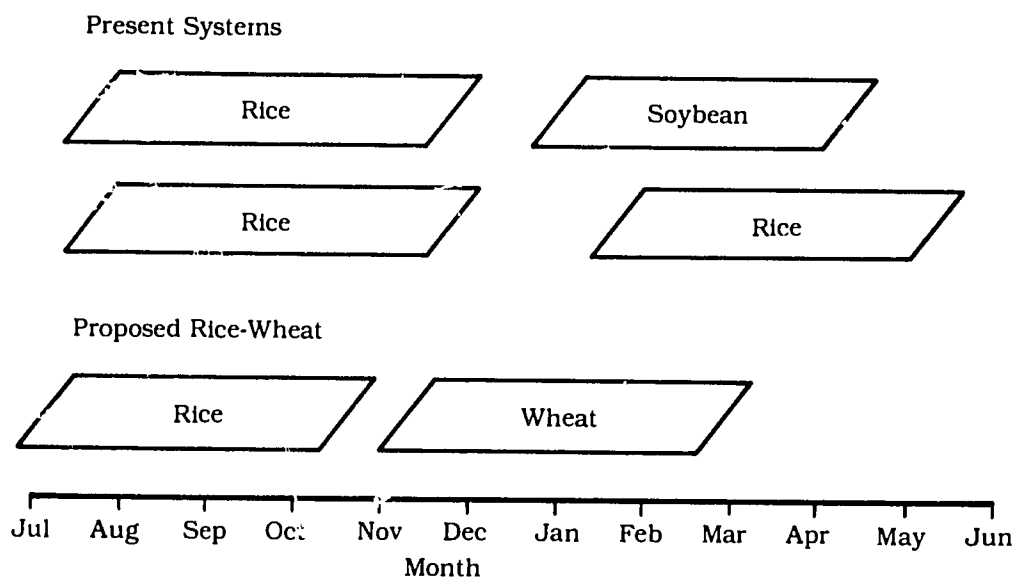 Present Systems
Rice
Soybean
Rice
Rice
Proposed Rice-Wheat
Rice
Wheat
Jul Aug Sep Oct Nov Dec Jan Feb Mar Apr May Jun
Month